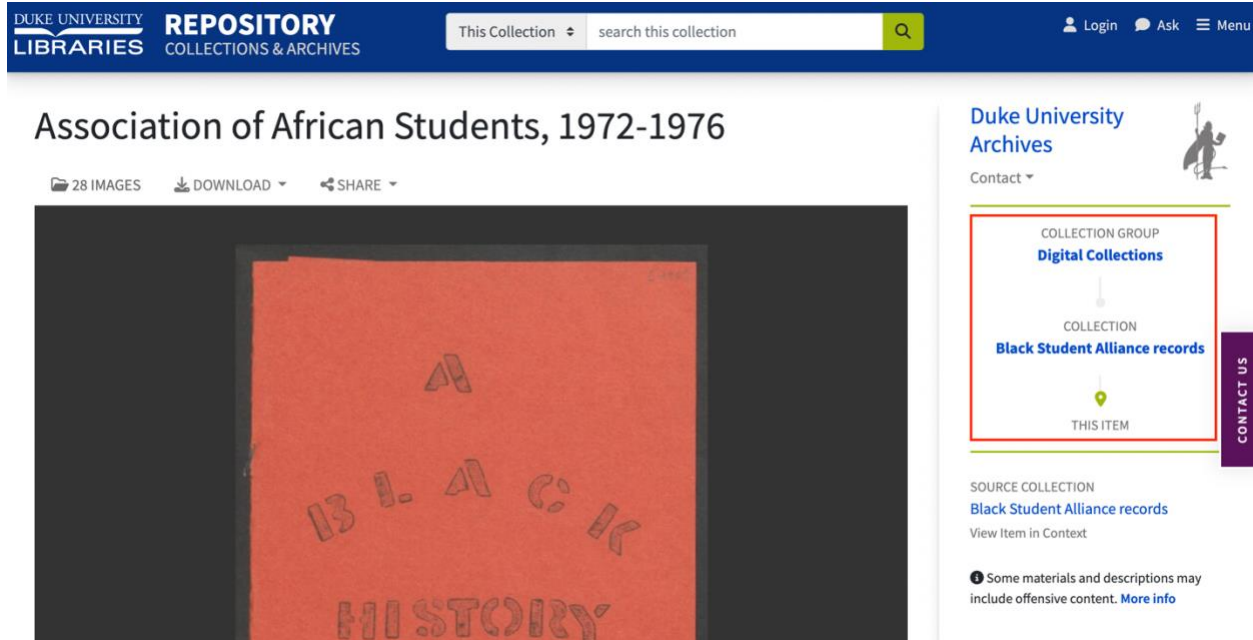 DUKE UNIVERSITY
LIBRARIES
REPOSITORY
COLLECTIONS & ARCHIVES
This Collection
search this collection
Login
Ask
Menu
Association of African Students, 1972-1976
28 IMAGES
DOWNLOAD
SHARE
A
BLACK
HISTORY
Duke University
Archives
Contact
COLLECTION GROUP
Digital Collections
COLLECTION
Black Student Alliance records
THIS ITEM
CONTACT US
SOURCE COLLECTION
Black Student Alliance records
View Item in Context
Some materials and descriptions may
include offensive content. More info